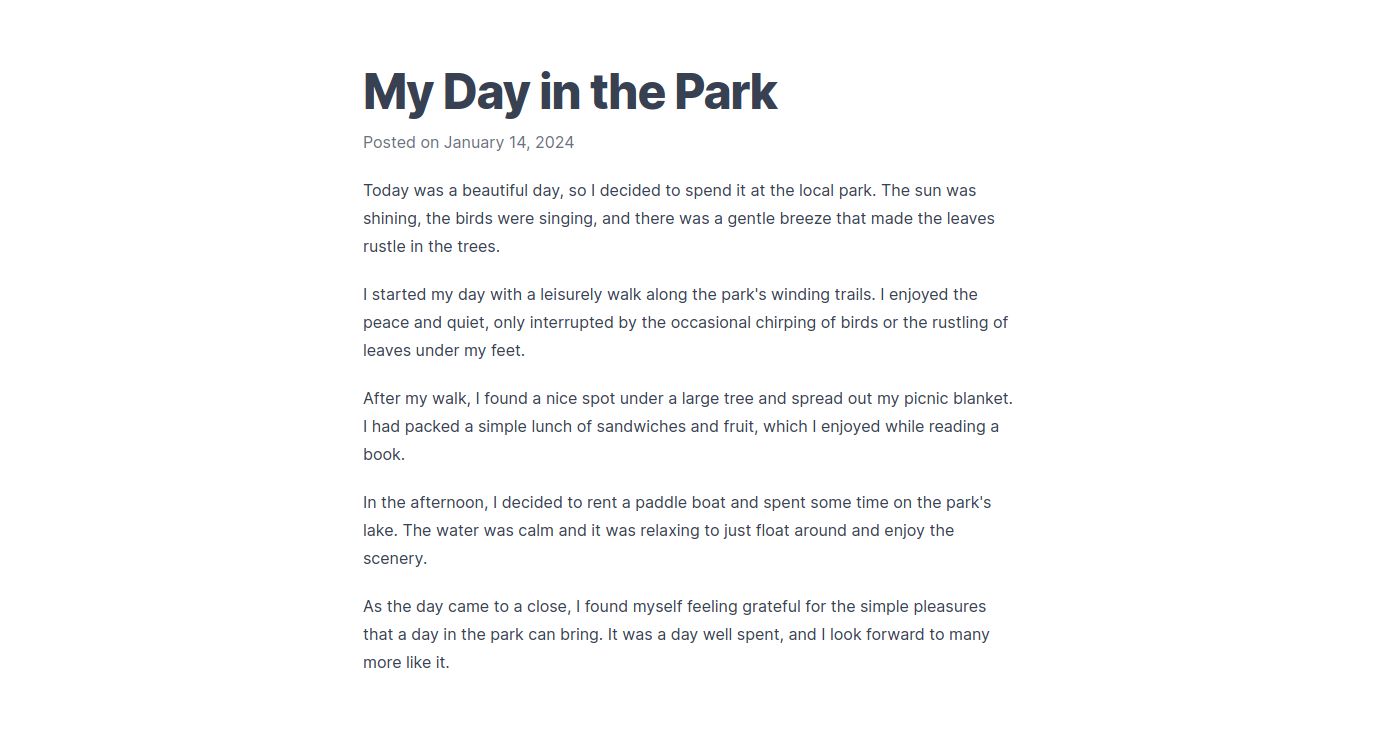 My Day in the Park
Posted on January 14, 2024
Today was a beautiful day, so I decided to spend it at the local park. The sun was
shining, the birds were singing, and there was a gentle breeze that made the leaves
rustle in the trees.
I started my day with a leisurely walk along the park's winding trails. I enjoyed the
peace and quiet, only interrupted by the occasional chirping of birds or the rustling of
leaves under my feet.
After my walk, I found a nice spot under a large tree and spread out my picnic blanket.
I had packed a simple lunch of sandwiches and fruit, which I enjoyed while reading a
book.
In the afternoon, I decided to rent a paddle boat and spent some time on the park's
lake. The water was calm and it was relaxing to just float around and enjoy the
scenery.
As the day came to a close, I found myself feeling grateful for the simple pleasures
that a day in the park can bring. It was a day well spent, and I look forward to many
more like it.